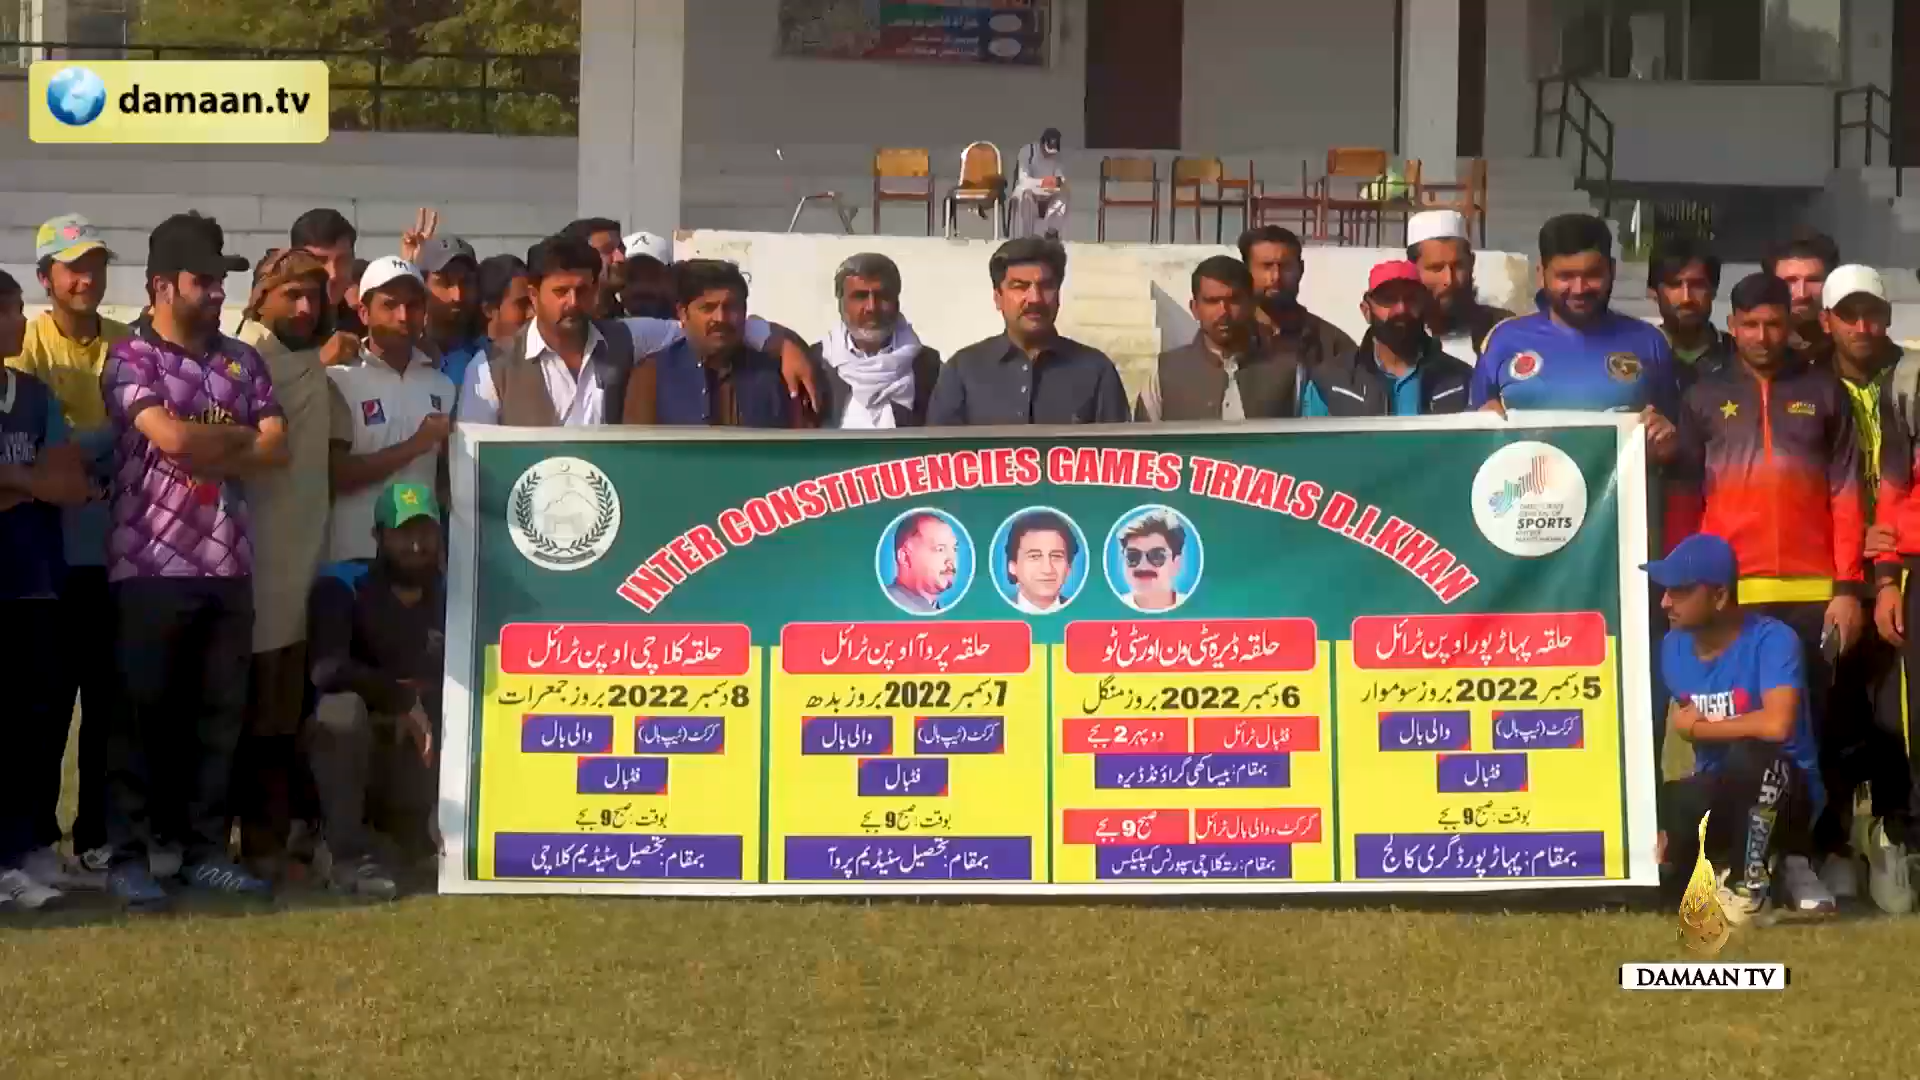 damaan.tv
INTER CONSTITUENCIES GAMES TRIALS D.I.KHAN
SPORTS
حلقہ پہاڑپور اوپن ٹرائل
5 دسمبر 2022 بروز سوموار
کرکٹ (ٹیپ بال)
والی بال
فٹبال
بوقت: صبح 9 بجے
بمقام: پہاڑپور ڈگری کالج
حلقہ ڈیرہ سٹی ون اور سٹی ٹو
6 دسمبر 2022 بروز منگل
فٹبال ٹرائل
دوپہر 2 بجے
بمقام: بیساکھی گراؤنڈ ڈیرہ
کرکٹ، والی بال ٹرائل
صبح 9 بجے
بمقام: رتہ کلاچی سپورٹس کمپلیکس
حلقہ پروآ اوپن ٹرائل
7 دسمبر 2022 بروز بدھ
کرکٹ (ٹیپ بال)
والی بال
فٹبال
بوقت: صبح 9 بجے
بمقام: تحصیل سٹیڈیم پروآ
حلقہ کلاچی اوپن ٹرائل
8 دسمبر 2022 بروز جمعرات
کرکٹ (ٹیپ بال)
والی بال
فٹبال
بوقت: صبح 9 بجے
بمقام: تحصیل سٹیڈیم کلاچی
DAMAAN TV